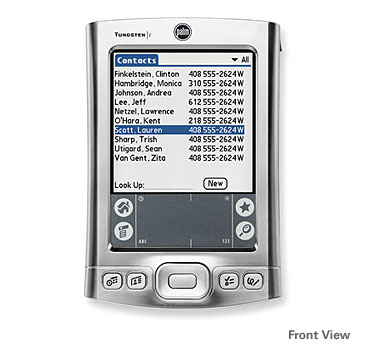 TUNGSTEN | E palm
Contacts All
Finkelstein, Clinton 408 555-2624W
Hambridge, Monica 310 555-2624W
Johnson, Andrea 408 555-2624W
Lee, Jeff 612 555-2624W
Netzel, Lawrence 408 555-2624W
O'Hara, Kent 218 555-2624W
Scott, Lauren 408 555-2624W
Sharp, Trish 408 555-2624W
Utigard, Sean 408 555-2624W
Van Gent, Zita 408 555-2624W
Look Up: New
ABC 123
Front View